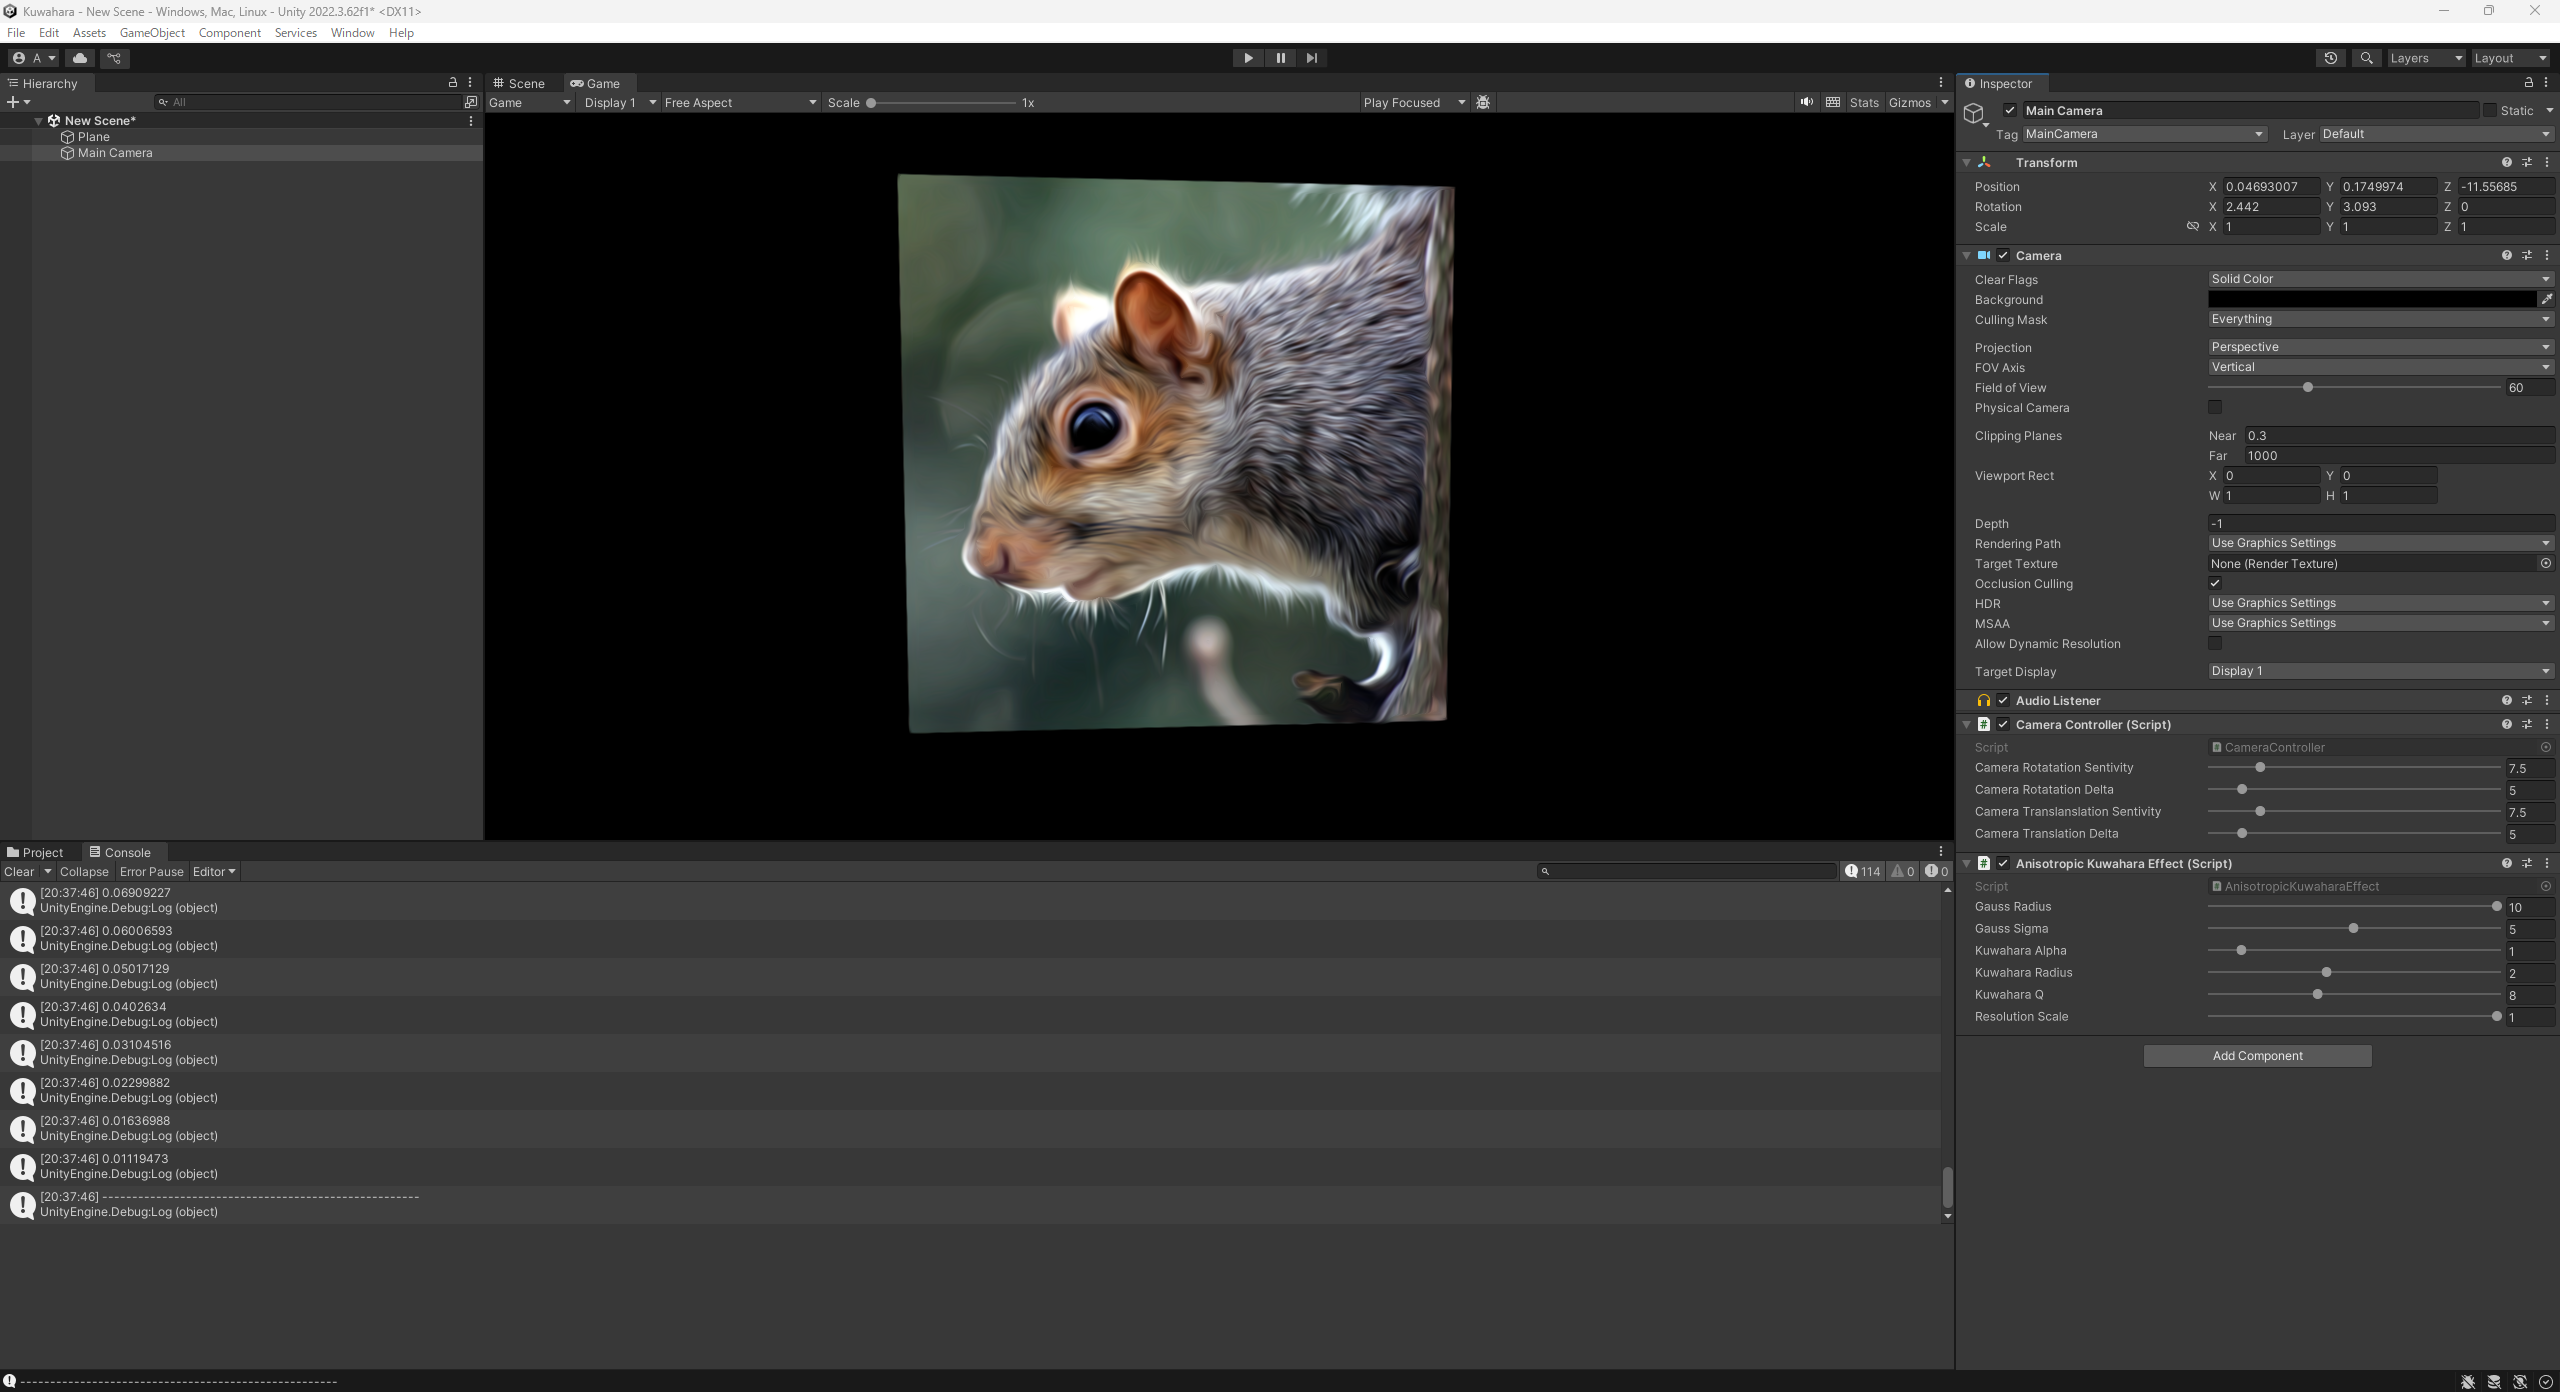 Kuwahara - New Scene - Windows, Mac, Linux - Unity 2022.3.62f1* <DX11>
File Edit Assets GameObject Component Services Window Help
A
Layers
Layout
Hierarchy
All
New Scene*
Plane
Main Camera
Scene
Game
Game
Display 1
Free Aspect
Scale
1x
Play Focused
Stats
Gizmos
Inspector
Main Camera
Static
Tag MainCamera
Layer Default
Transform
Position X 0.04693007 Y 0.1749974 Z -11.55685
Rotation X 2.442 Y 3.093 Z 0
Scale X 1 Y 1 Z 1
Camera
Clear Flags Solid Color
Background
Culling Mask Everything
Projection Perspective
FOV Axis Vertical
Field of View 60
Physical Camera
Clipping Planes Near 0.3
Far 1000
Viewport Rect X 0 Y 0
W 1 H 1
Depth -1
Rendering Path Use Graphics Settings
Target Texture None (Render Texture)
Occlusion Culling
HDR Use Graphics Settings
MSAA Use Graphics Settings
Allow Dynamic Resolution
Target Display Display 1
Audio Listener
Camera Controller (Script)
Script CameraController
Camera Rotatation Sentivity 7.5
Camera Rotatation Delta 5
Camera Translanslation Sentivity 7.5
Camera Translation Delta 5
Anisotropic Kuwahara Effect (Script)
Script AnisotropicKuwaharaEffect
Gauss Radius 10
Gauss Sigma 5
Kuwahara Alpha 1
Kuwahara Radius 2
Kuwahara Q 8
Resolution Scale 1
Add Component
Project
Console
Clear
Collapse
Error Pause
Editor
114
0
0
[20:37:46] 0.06909227
UnityEngine.Debug:Log (object)
[20:37:46] 0.06006593
UnityEngine.Debug:Log (object)
[20:37:46] 0.05017129
UnityEngine.Debug:Log (object)
[20:37:46] 0.0402634
UnityEngine.Debug:Log (object)
[20:37:46] 0.03104516
UnityEngine.Debug:Log (object)
[20:37:46] 0.02299882
UnityEngine.Debug:Log (object)
[20:37:46] 0.01636988
UnityEngine.Debug:Log (object)
[20:37:46] 0.01119473
UnityEngine.Debug:Log (object)
[20:37:46] -----------------------------------------------------
UnityEngine.Debug:Log (object)
-----------------------------------------------------